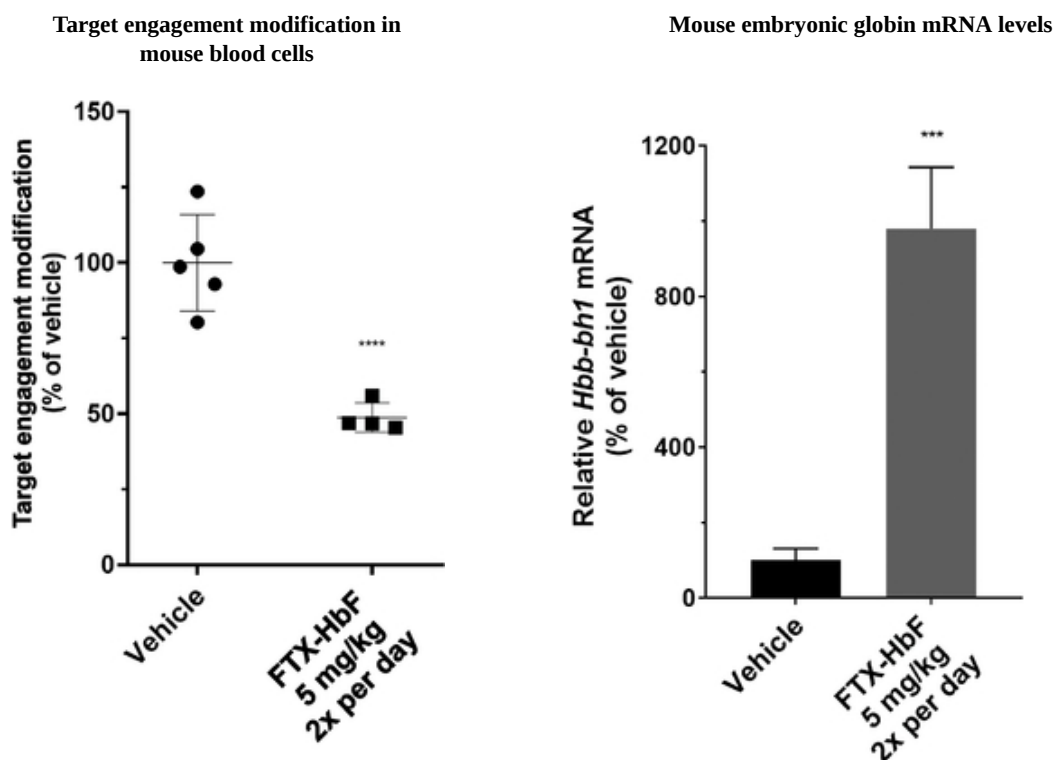 Target engagement modification in
mouse blood cells
Target engagement modification
(% of vehicle)
150
100
50
0
****
Vehicle
FTX-HbF
5 mg/kg
2x per day
Mouse embryonic globin mRNA levels
Relative Hbb-bh1 mRNA
(% of vehicle)
1200
800
400
0
***
Vehicle
FTX-HbF
5 mg/kg
2x per day